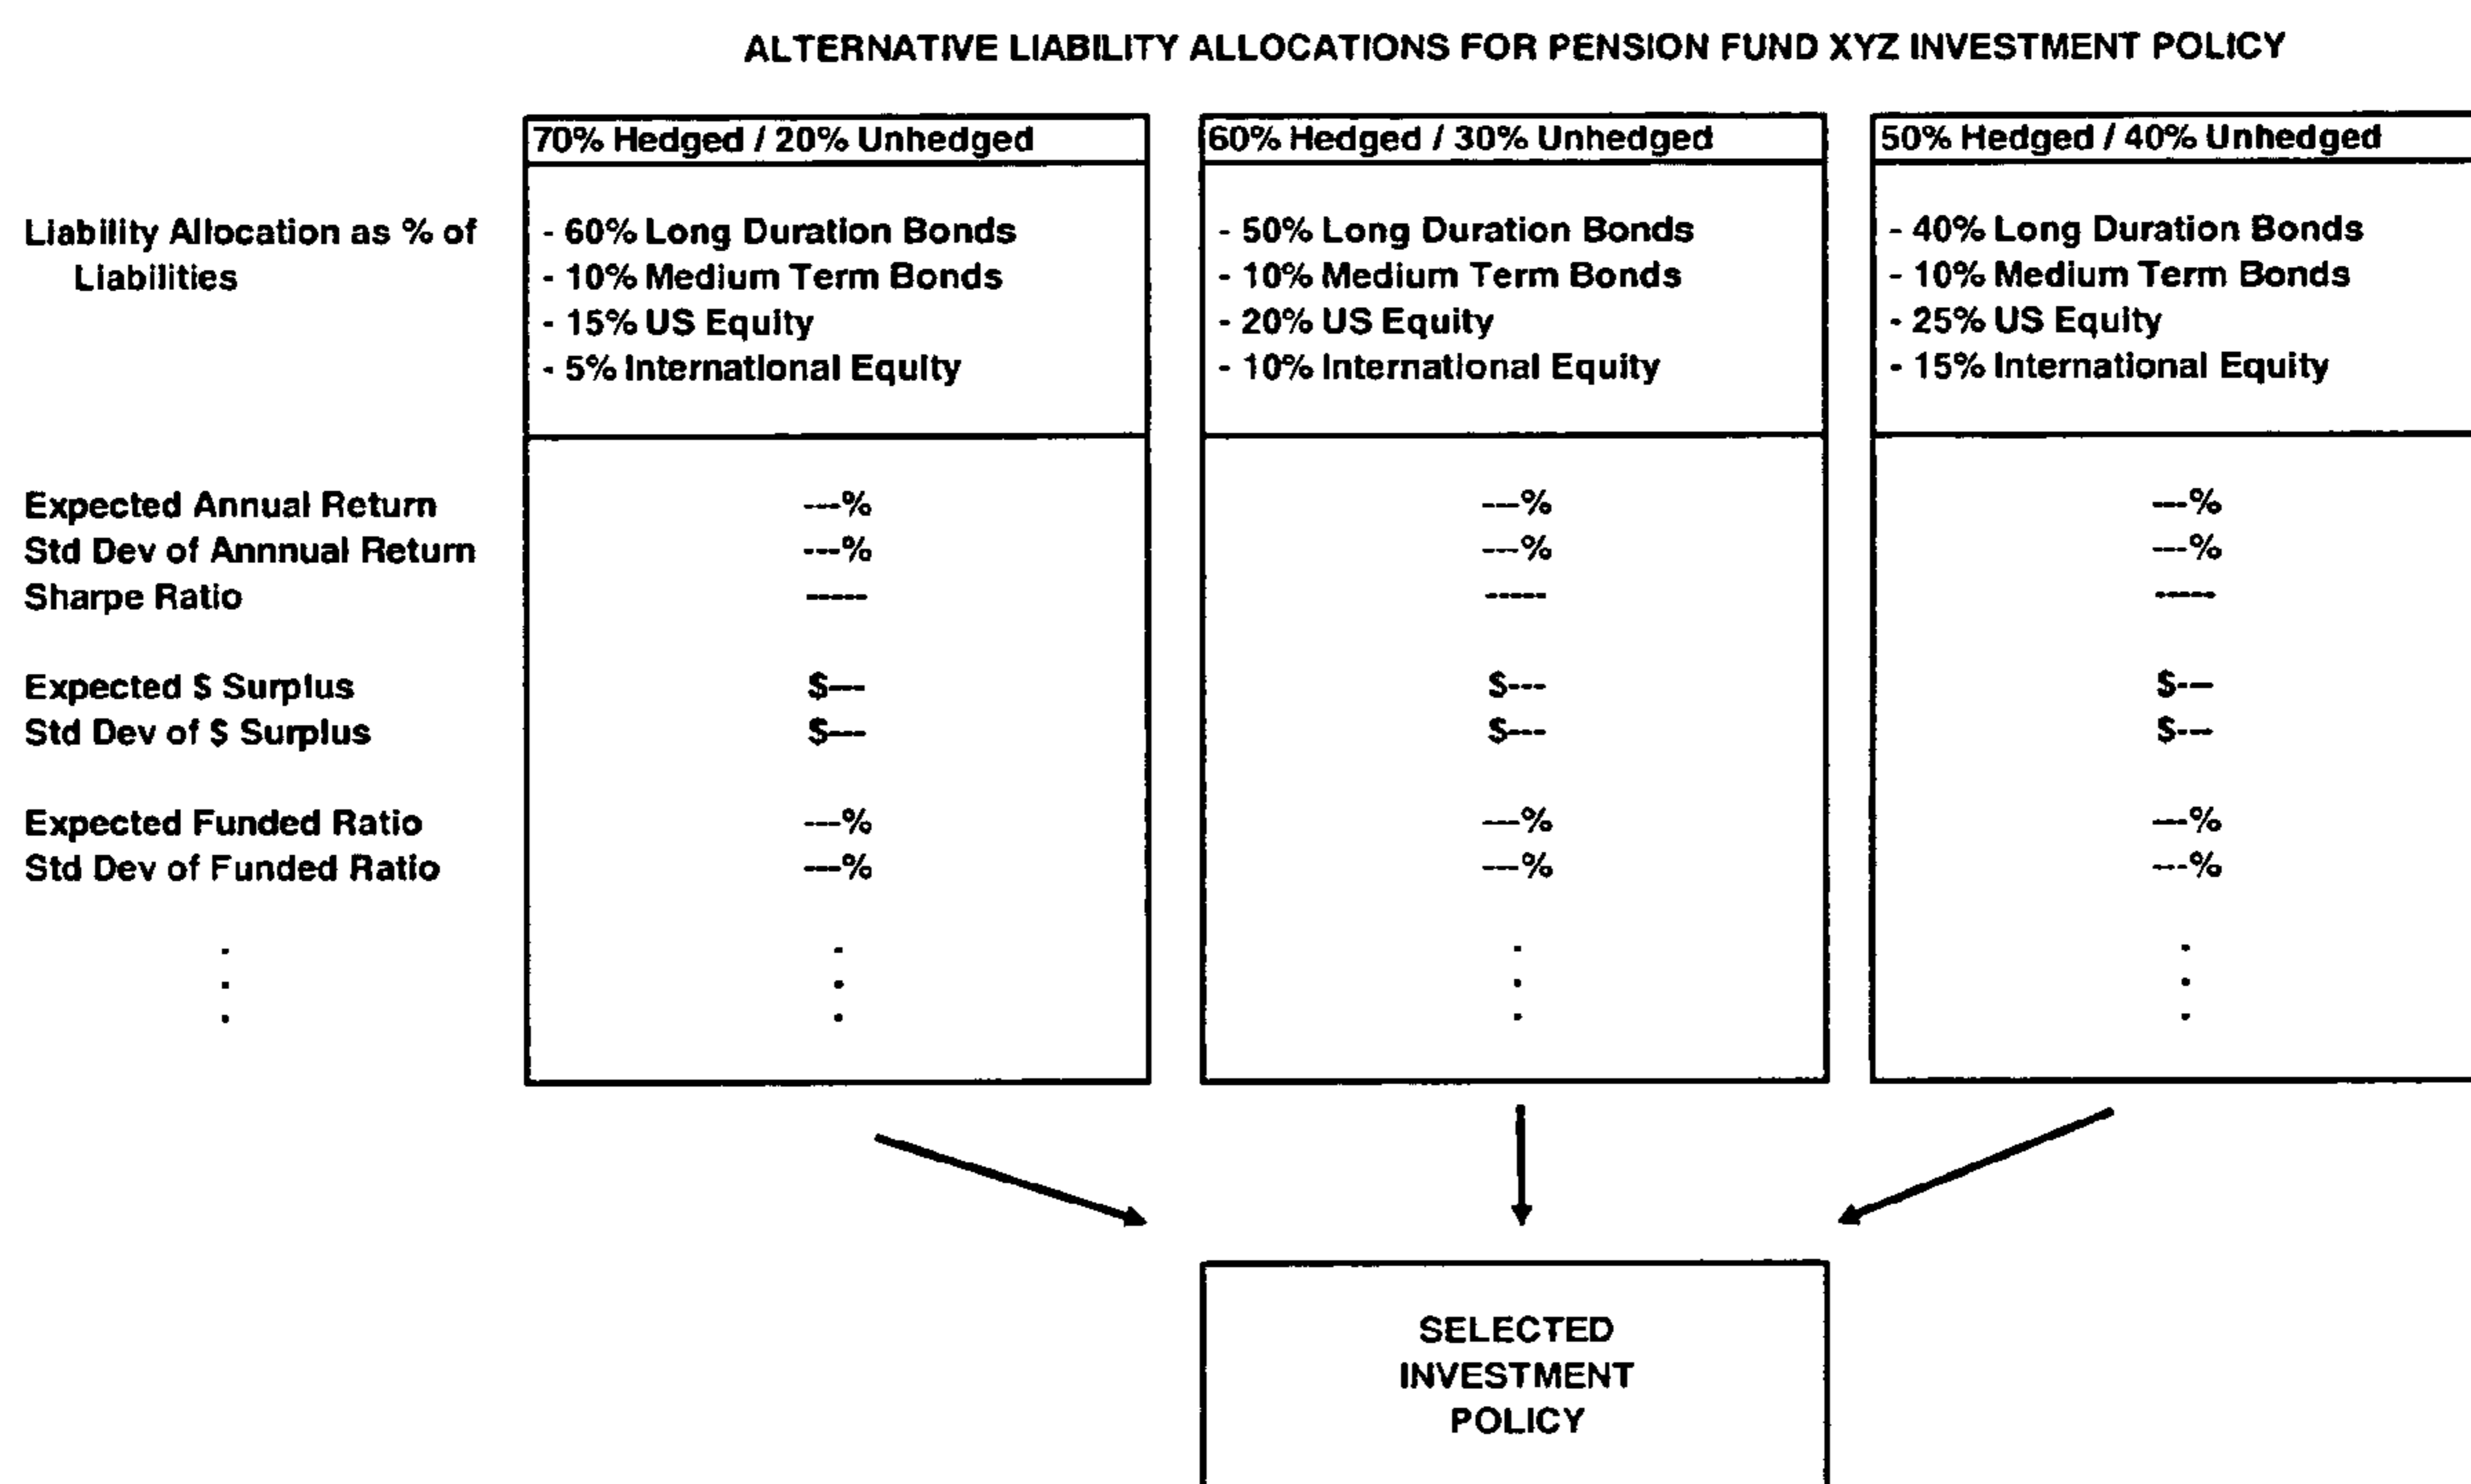 ALTERNATIVE LIABILITY ALLOCATIONS FOR PENSION FUND XYZ INVESTMENT POLICY
70% Hedged / 20% Unhedged
60% Hedged / 30% Unhedged
50% Hedged / 40% Unhedged
Liability Allocation as % of
Liabilities
- 60% Long Duration Bonds
- 10% Medium Term Bonds
- 15% US Equity
- 5% International Equity
- 50% Long Duration Bonds
- 10% Medium Term Bonds
- 20% US Equity
- 10% International Equity
- 40% Long Duration Bonds
- 10% Medium Term Bonds
- 25% US Equity
- 15% International Equity
Expected Annual Return ---% ---% ---%
Std Dev of Annnual Return ---% ---% ---%
Sharpe Ratio ----- ----- -----
Expected $ Surplus $--- $--- $---
Std Dev of $ Surplus $--- $--- $---
Expected Funded Ratio ---% ---% ---%
Std Dev of Funded Ratio ---% ---% ---%
. . . .
. . . .
. . . .
SELECTED
INVESTMENT
POLICY